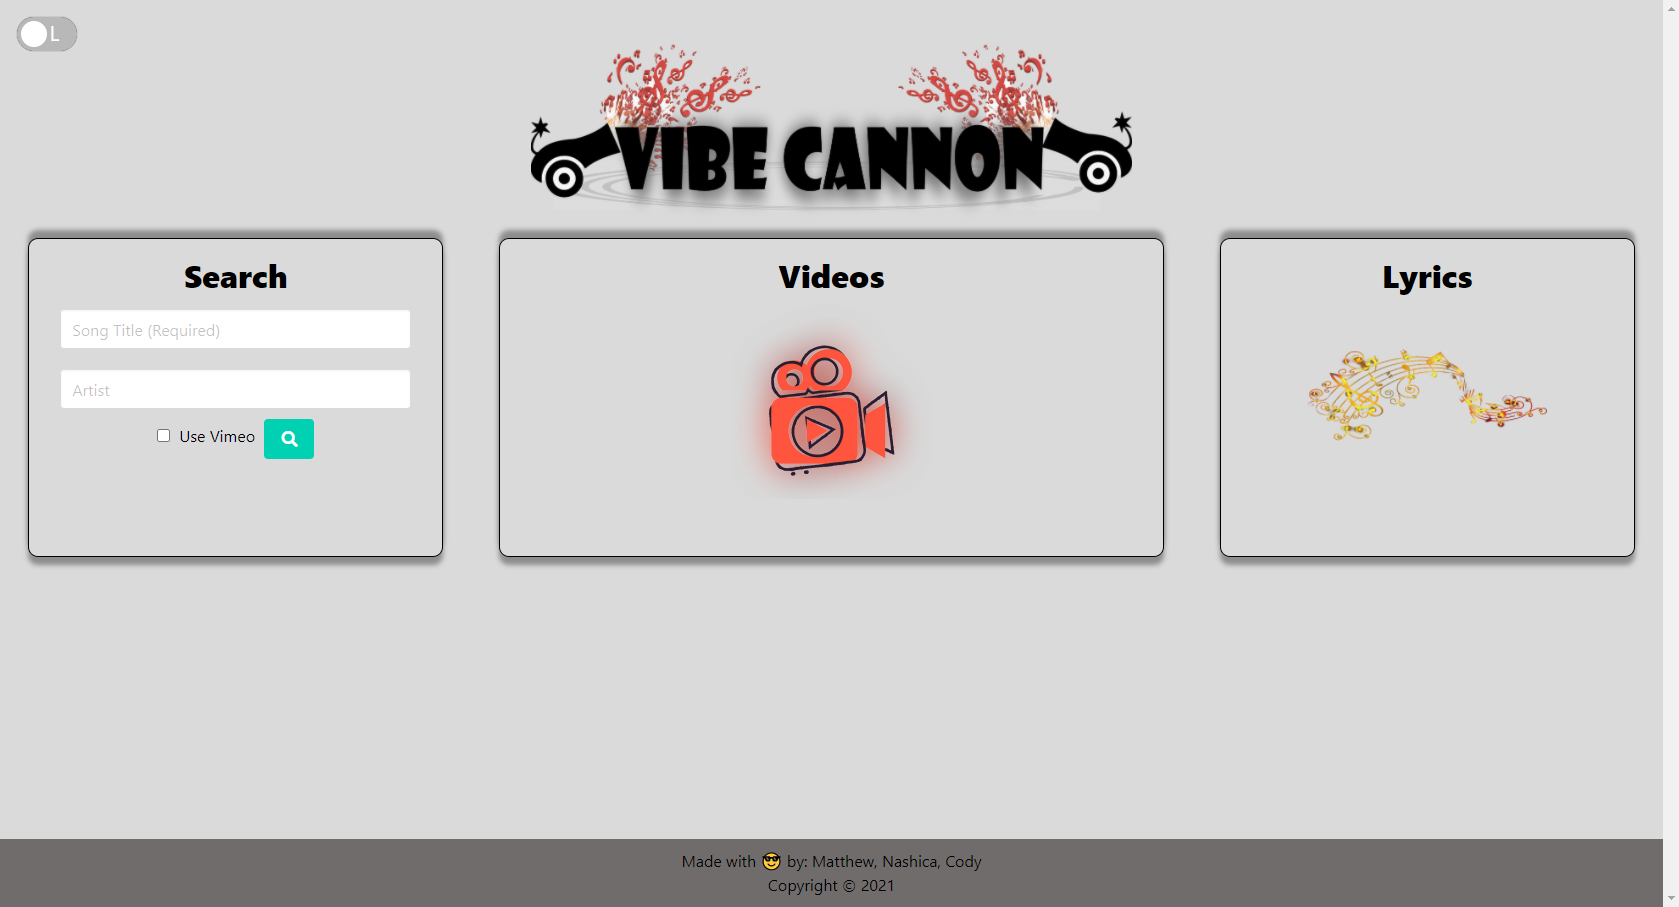 L
VIBE CANNON
Search
Song Title (Required)
Artist
Use Vimeo
Videos
Lyrics
Made with 😎 by: Matthew, Nashica, Cody
Copyright © 2021